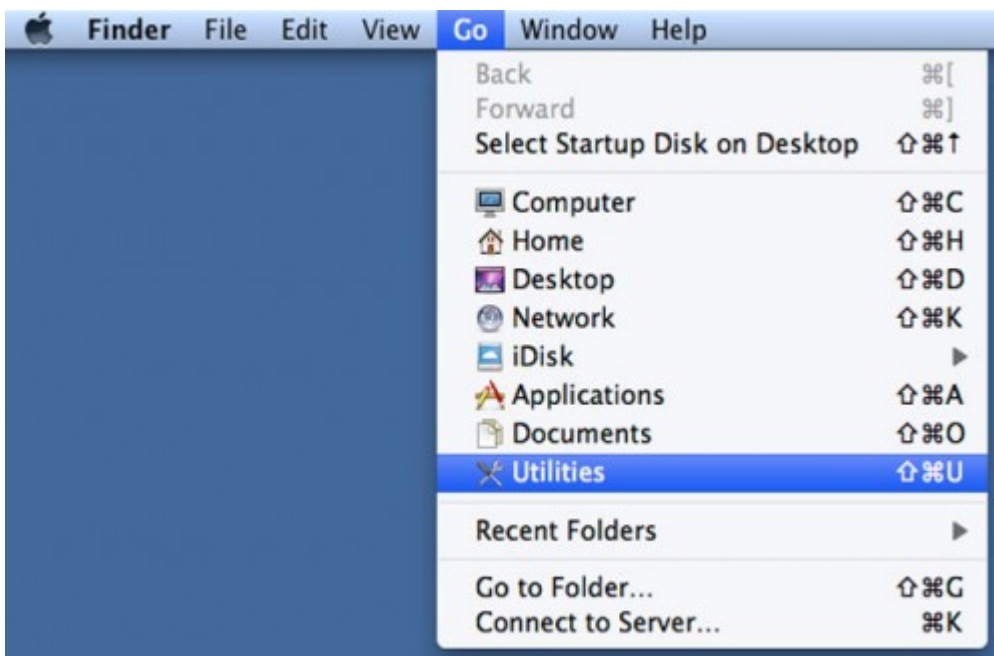 Finder File Edit View Go Window Help
Back ⌘[
Forward ⌘]
Select Startup Disk on Desktop ⇧⌘↑
Computer ⇧⌘C
Home ⇧⌘H
Desktop ⇧⌘D
Network ⇧⌘K
iDisk ▶
Applications ⇧⌘A
Documents ⇧⌘O
Utilities ⇧⌘U
Recent Folders ▶
Go to Folder... ⇧⌘G
Connect to Server... ⌘K